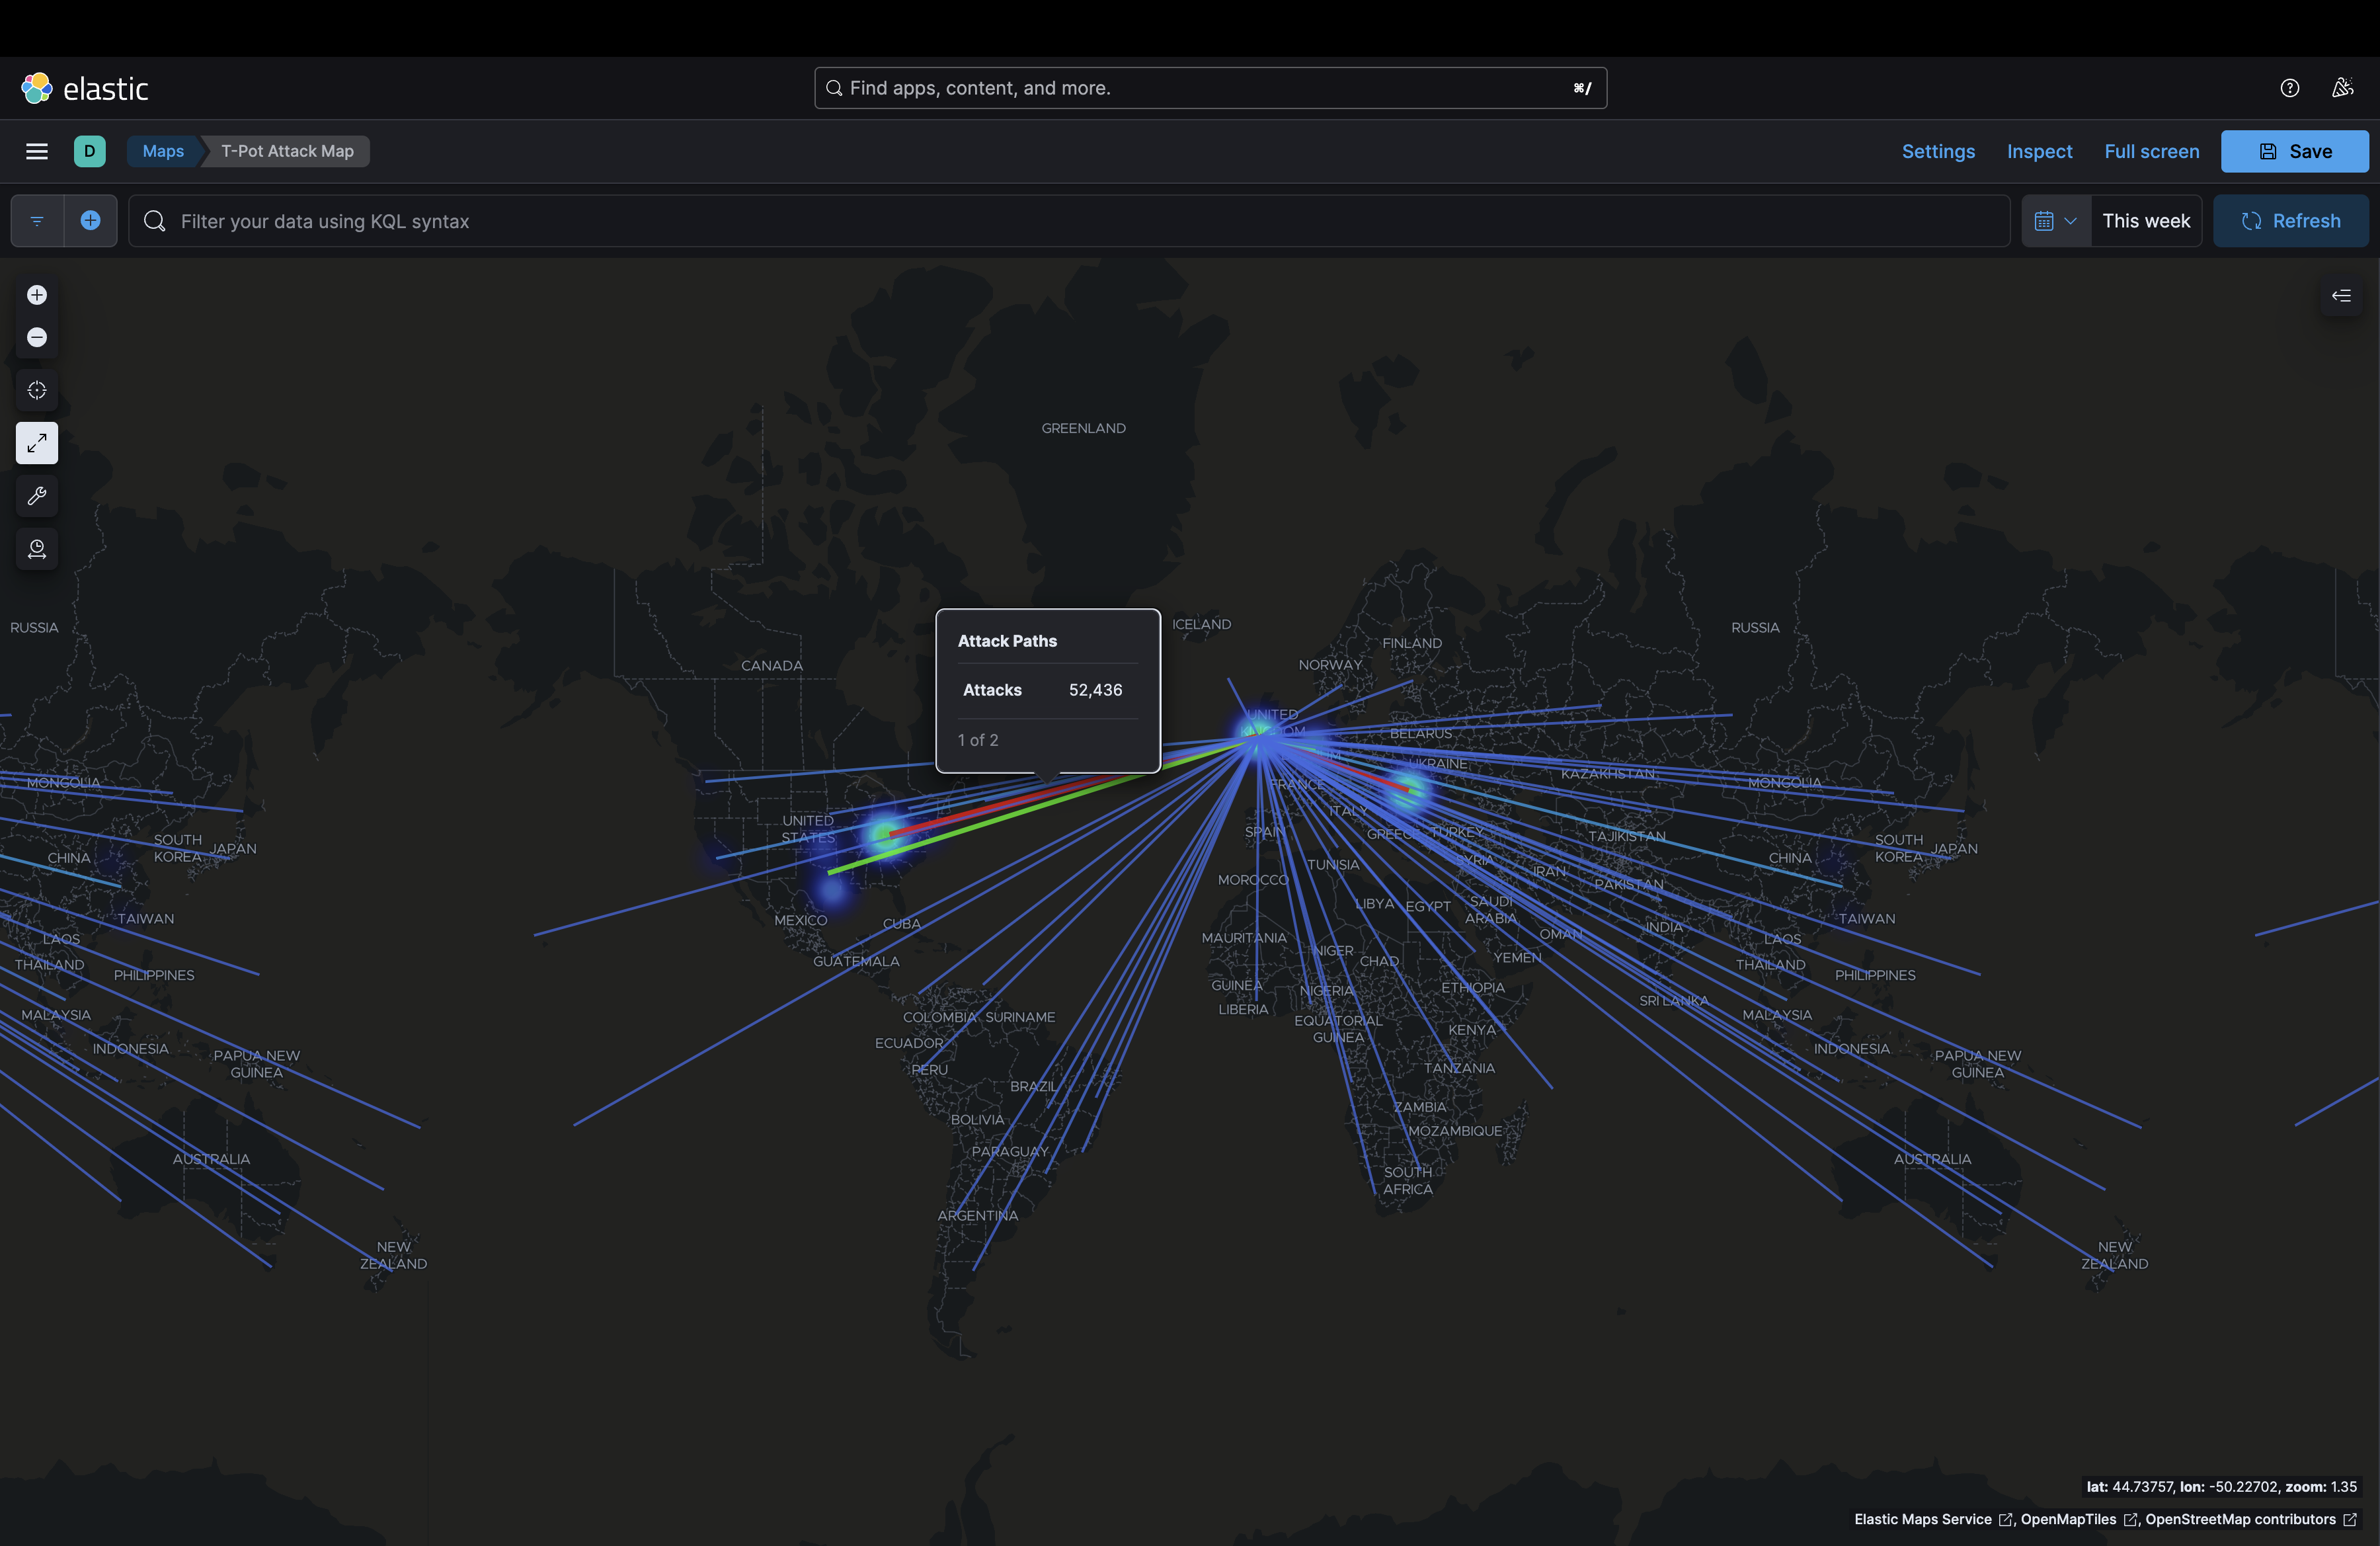 elastic
Find apps, content, and more.
⌘/
D
Maps
T-Pot Attack Map
Settings
Inspect
Full screen
Save
Filter your data using KQL syntax
This week
Refresh
GREENLAND
ICELAND
RUSSIA
RUSSIA
FINLAND
NORWAY
CANADA
Attack Paths
Attacks 52,436
1 of 2
UNITED
KINGDOM
BELARUS
UKRAINE
KAZAKHSTAN
MONGOLIA
MONGOLIA
FRANCE
ITALY
UNITED
STATES
SPAIN
GREECE
TURKEY
TAJIKISTAN
SOUTH
KOREA
JAPAN
SOUTH
KOREA
JAPAN
CHINA
CHINA
SYRIA
TUNISIA
IRAN
MOROCCO
PAKISTAN
LIBYA
EGYPT
SAUDI
ARABIA
TAIWAN
TAIWAN
MEXICO
CUBA
INDIA
OMAN
MAURITANIA
LAOS
LAOS
NIGER
CHAD
YEMEN
GUATEMALA
THAILAND
THAILAND
PHILIPPINES
PHILIPPINES
GUINEA
NIGERIA
ETHIOPIA
SRI LANKA
LIBERIA
COLOMBIA
SURINAME
MALAYSIA
MALAYSIA
EQUATORIAL
GUINEA
KENYA
ECUADOR
INDONESIA
INDONESIA
PAPUA NEW
GUINEA
PAPUA NEW
GUINEA
PERU
TANZANIA
BRAZIL
ZAMBIA
BOLIVIA
MOZAMBIQUE
PARAGUAY
AUSTRALIA
AUSTRALIA
SOUTH
AFRICA
ARGENTINA
NEW
ZEALAND
NEW
ZEALAND
lat: 44.73757, lon: -50.22702, zoom: 1.35
Elastic Maps Service , OpenMapTiles , OpenStreetMap contributors